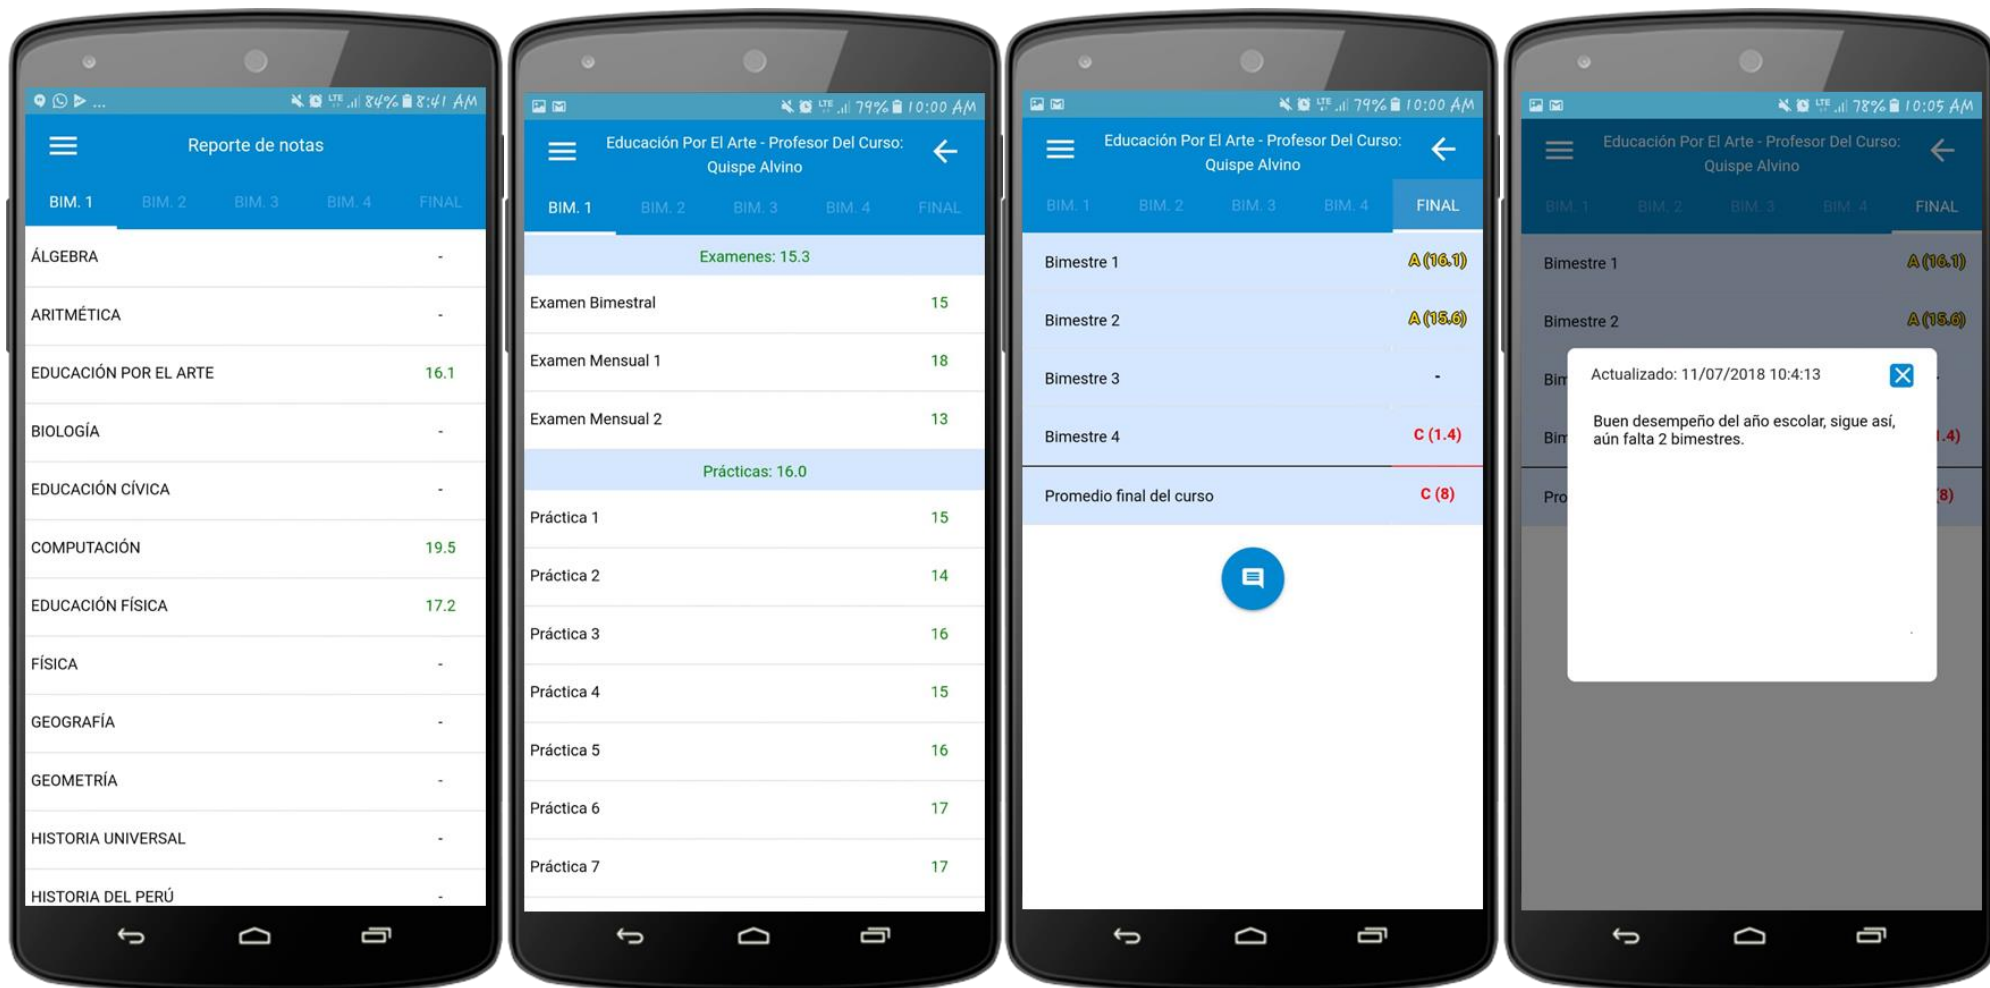 ... LTE 84% 8:41 AM
Reporte de notas
BIM. 1 BIM. 2 BIM. 3 BIM. 4 FINAL
ÁLGEBRA -
ARITMÉTICA -
EDUCACIÓN POR EL ARTE 16.1
BIOLOGÍA -
EDUCACIÓN CÍVICA -
COMPUTACIÓN 19.5
EDUCACIÓN FÍSICA 17.2
FÍSICA -
GEOGRAFÍA -
GEOMETRÍA -
HISTORIA UNIVERSAL -
HISTORIA DEL PERÚ -
LTE 79% 10:00 AM
Educación Por El Arte - Profesor Del Curso:
Quispe Alvino
BIM. 1 BIM. 2 BIM. 3 BIM. 4 FINAL
Examenes: 15.3
Examen Bimestral 15
Examen Mensual 1 18
Examen Mensual 2 13
Prácticas: 16.0
Práctica 1 15
Práctica 2 14
Práctica 3 16
Práctica 4 15
Práctica 5 16
Práctica 6 17
Práctica 7 17
LTE 79% 10:00 AM
Educación Por El Arte - Profesor Del Curso:
Quispe Alvino
BIM. 1 BIM. 2 BIM. 3 BIM. 4 FINAL
Bimestre 1 A (16.1)
Bimestre 2 A (15.6)
Bimestre 3 -
Bimestre 4 C (1.4)
Promedio final del curso C (8)
LTE 78% 10:05 AM
Educación Por El Arte - Profesor Del Curso:
Quispe Alvino
BIM. 1 BIM. 2 BIM. 3 BIM. 4 FINAL
Bimestre 1 A (16.1)
Bimestre 2 A (15.6)
Bim -
Actualizado: 11/07/2018 10:4:13
Buen desempeño del año escolar, sigue así,
aún falta 2 bimestres.
Bim .4)
Pro 8)